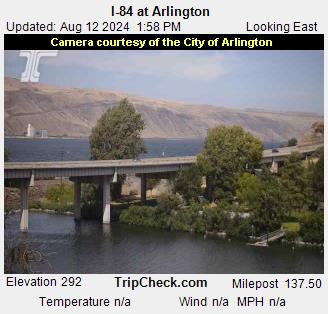 I-84 at Arlington
Updated: Aug 12 2024 1:58 PM Looking East
Camera courtesy of the City of Arlington
Elevation 292 TripCheck.com Milepost 137.50
Temperature n/a Wind n/a MPH n/a